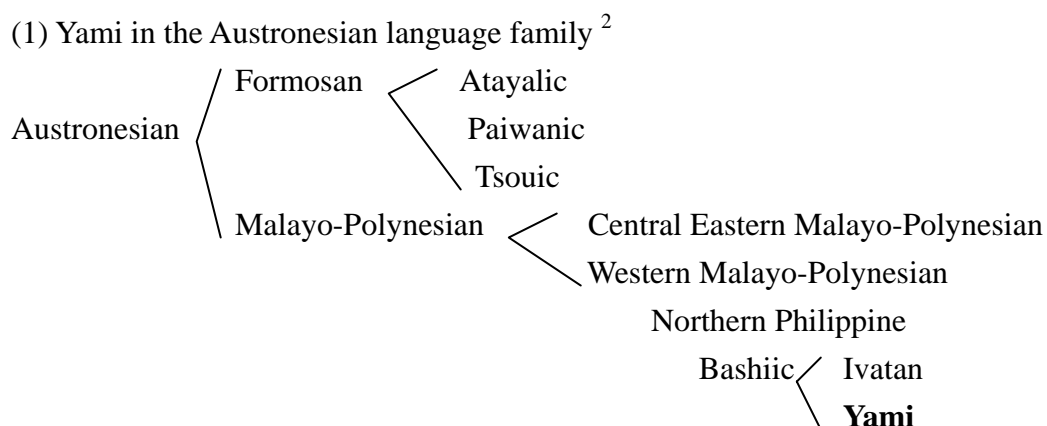 (1) Yami in the Austronesian language family 2
Formosan Atayalic
Austronesian Paiwanic
Tsouic
Malayo-Polynesian Central Eastern Malayo-Polynesian
Western Malayo-Polynesian
Northern Philippine
Bashiic Ivatan
Yami